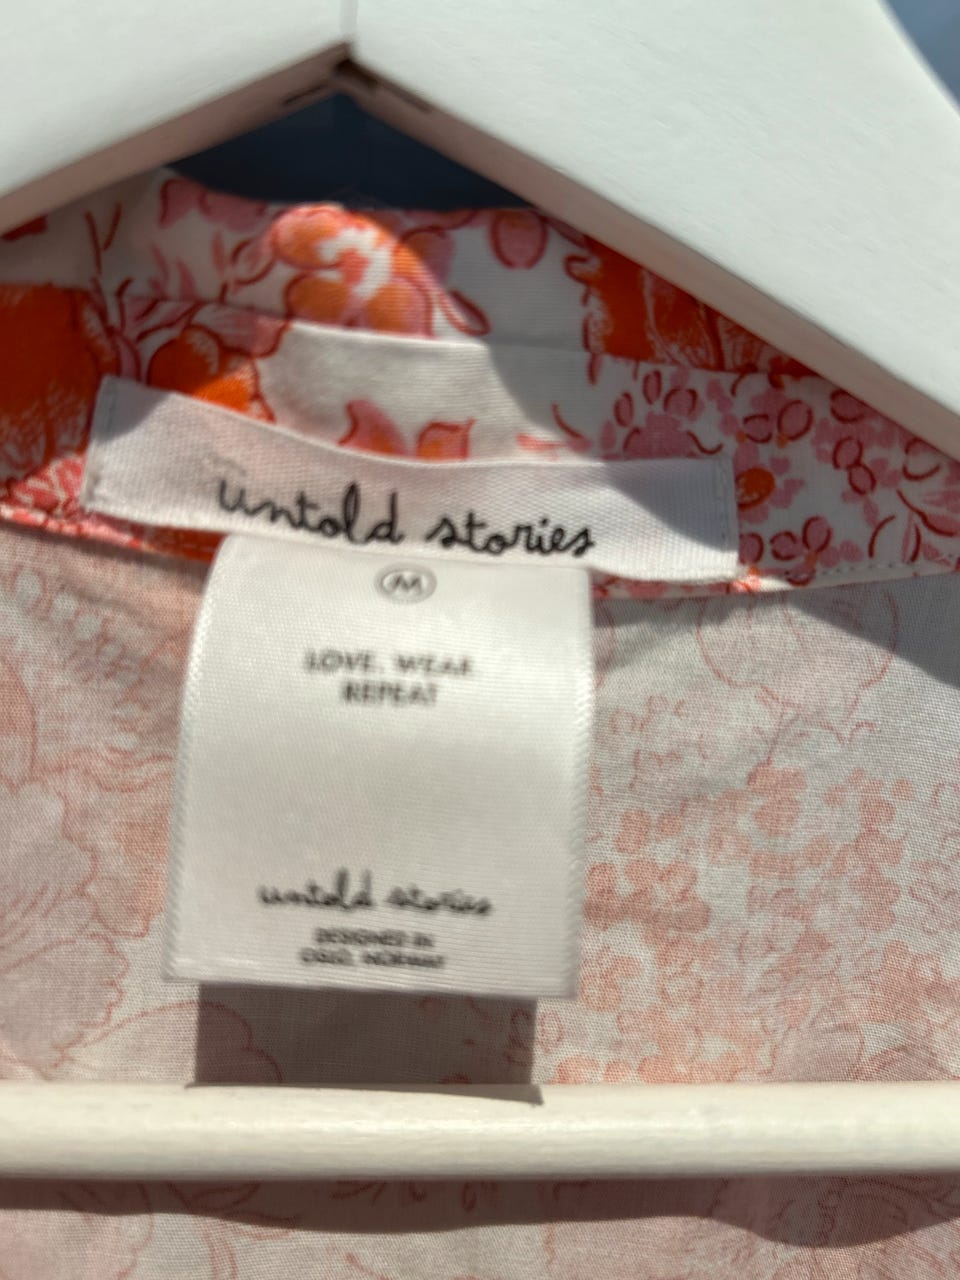 untold stories
M
LOVE. WEAR
REPEAT
untold stories
DESIGNED IN
OSLO, NORWAY